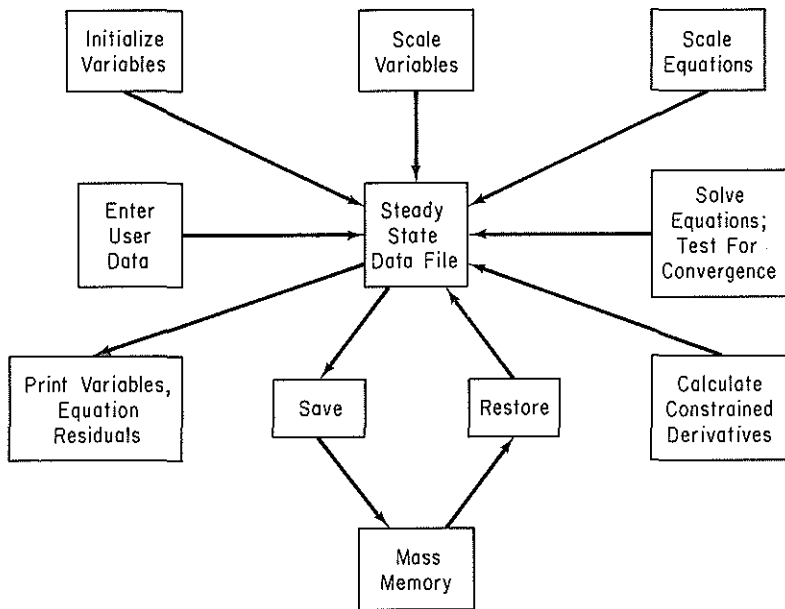 Initialize
Variables
Scale
Variables
Scale
Equations
Enter
User
Data
Steady
State
Data File
Solve
Equations;
Test For
Convergence
Print Variables,
Equation
Residuals
Save
Restore
Calculate
Constrained
Derivatives
Mass
Memory